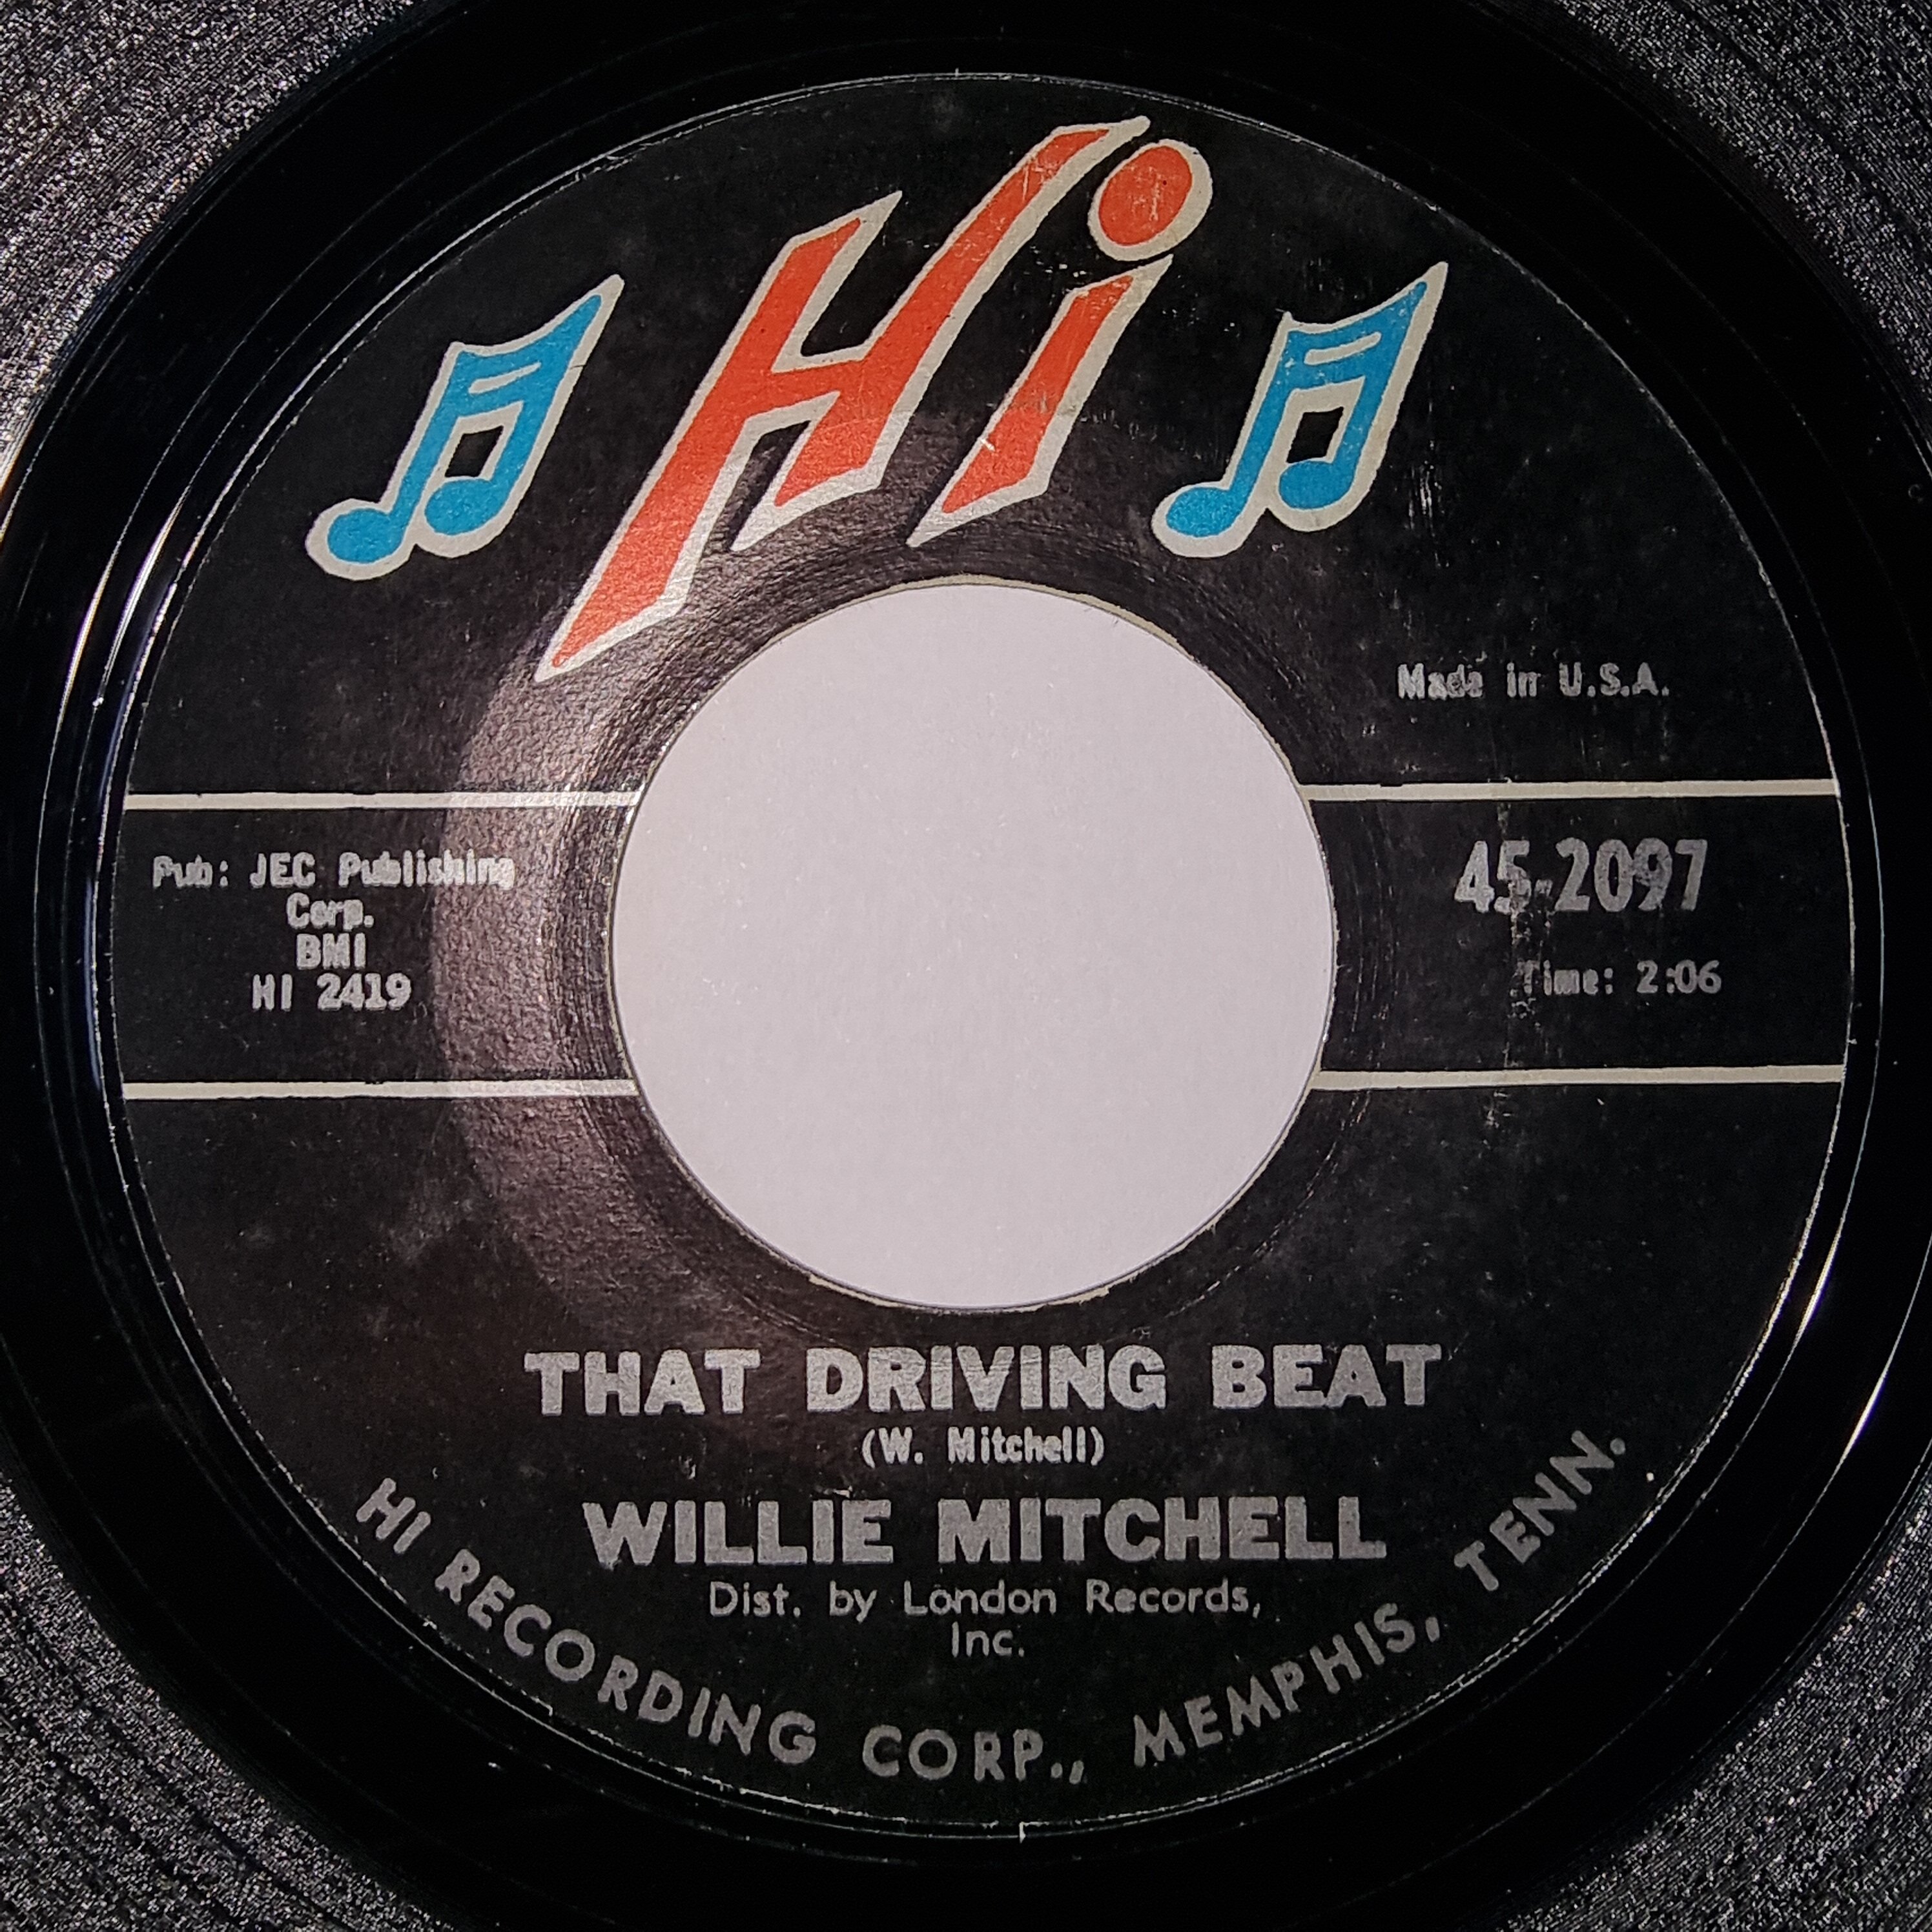 Hi
Made in U.S.A.
Pub: JEC Publishing
Corp.
BMI
HI 2419
45-2097
Time: 2:06
THAT DRIVING BEAT
(W. Mitchell)
WILLIE MITCHELL
Dist. by London Records,
Inc.
HI RECORDING CORP., MEMPHIS, TENN.